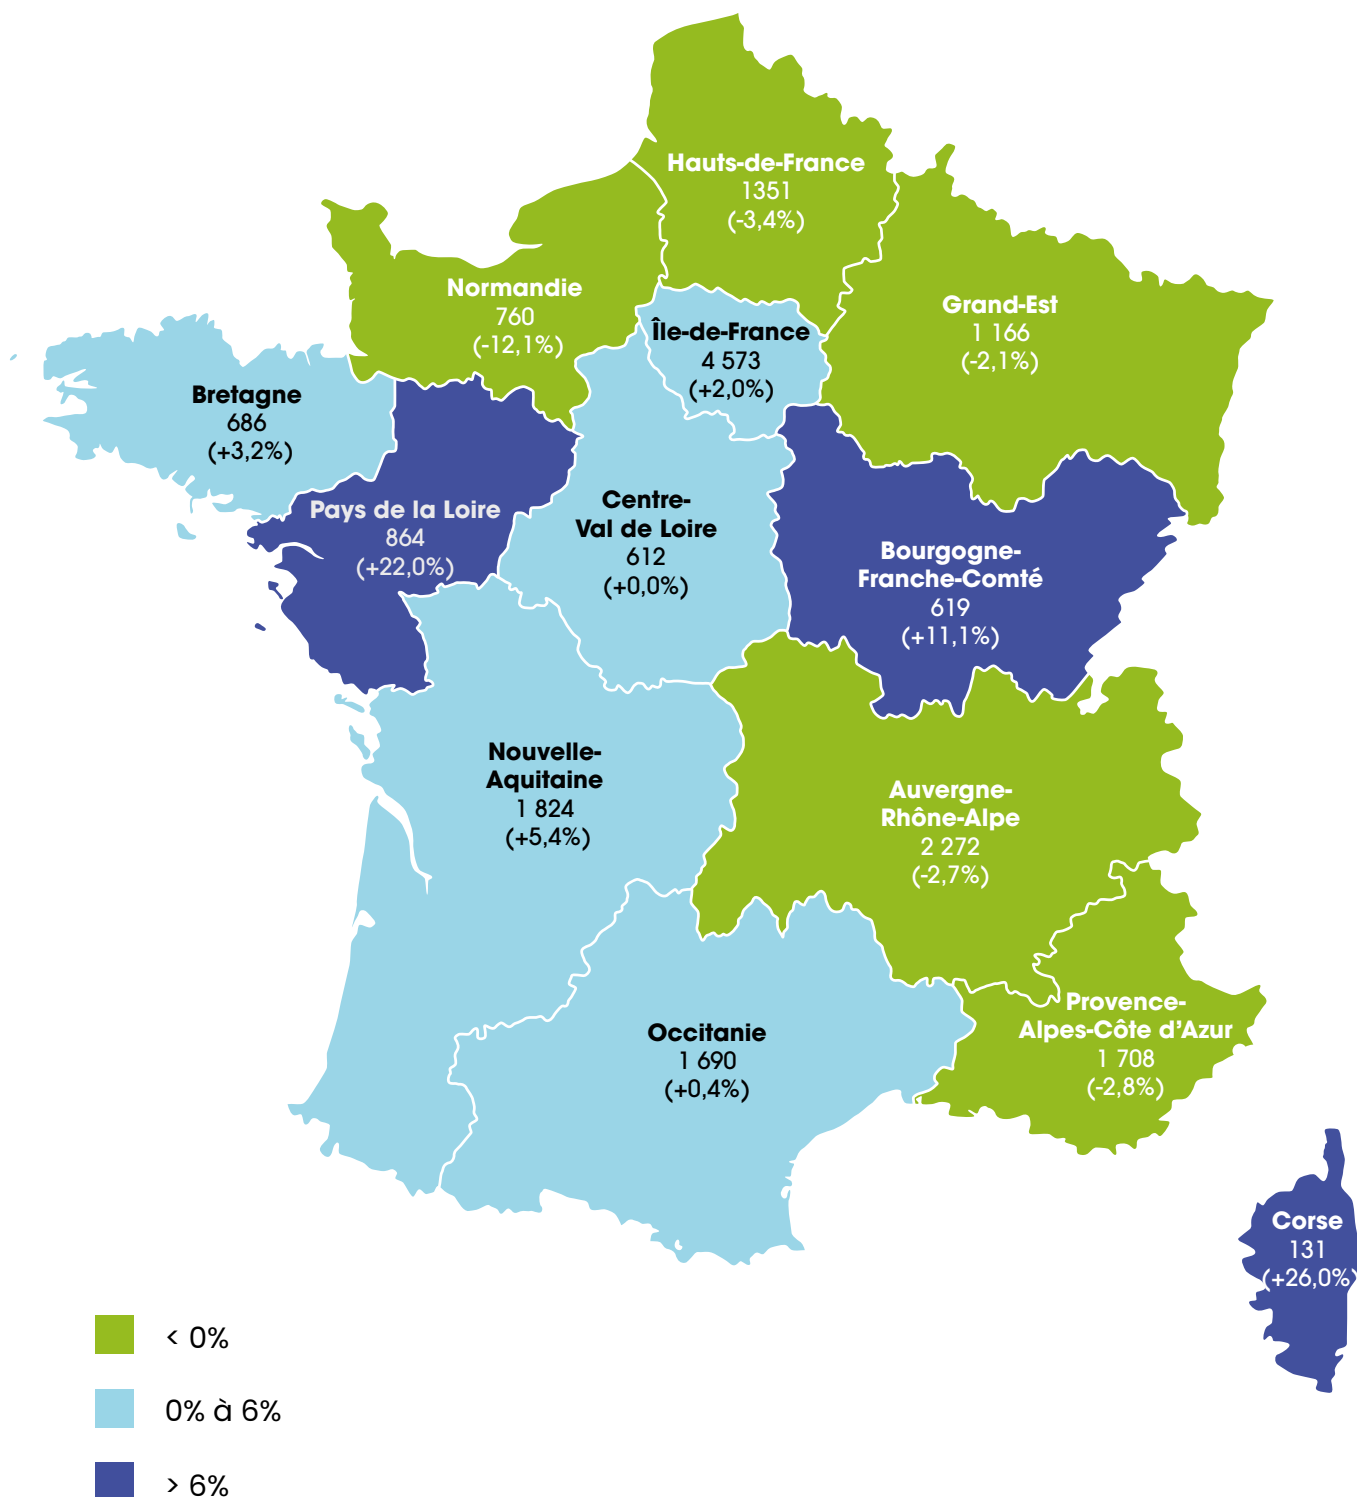 Hauts-de-France
1351
(-3,4%)
Normandie
760
(-12,1%)
Grand-Est
1 166
(-2,1%)
Île-de-France
4 573
(+2,0%)
Bretagne
686
(+3,2%)
Pays de la Loire
864
(+22,0%)
Centre-
Val de Loire
612
(+0,0%)
Bourgogne-
Franche-Comté
619
(+11,1%)
Nouvelle-
Aquitaine
1 824
(+5,4%)
Auvergne-
Rhône-Alpe
2 272
(-2,7%)
Occitanie
1 690
(+0,4%)
Provence-
Alpes-Côte d'Azur
1 708
(-2,8%)
Corse
131
(+26,0%)
< 0%
0% à 6%
> 6%